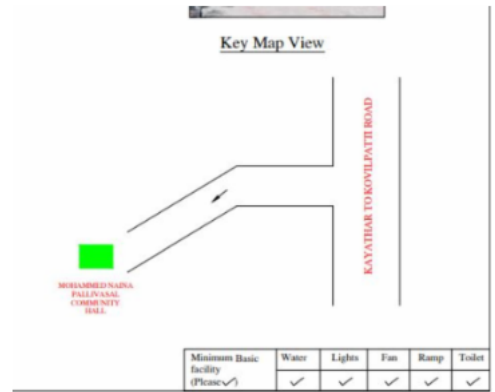 Key Map View
KAYATHAR TO KOVILPATTI ROAD
MOHAMMED NAINA
PALLIVASAL
COMMUNITY
HALL
Minimum Basic Water Lights Fan Ramp Toilet
facility
(Please✓) ✓ ✓ ✓ ✓ ✓